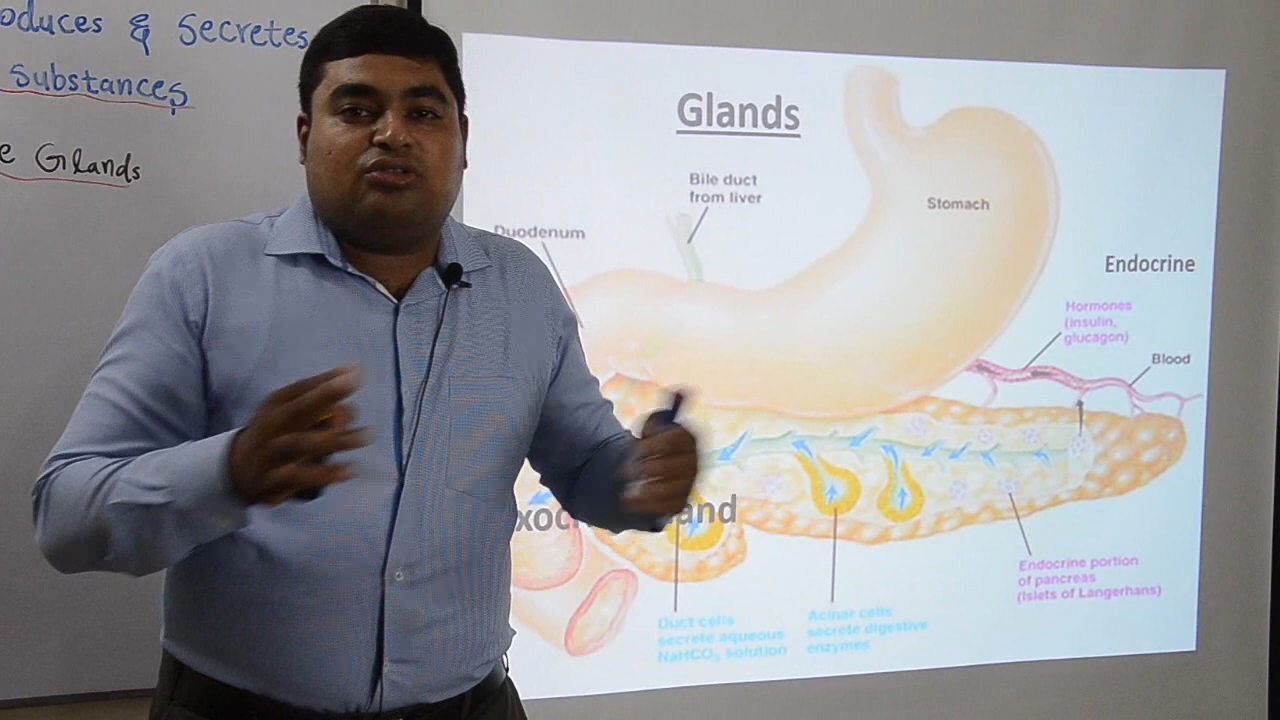 oduces & Secretes
Substances
e Glands
Glands
Bile duct
from liver
Duodenum
Stomach
Endocrine
Hormones
(insulin,
glucagon)
Blood
Endocrine portion
of pancreas
(Islets of Langerhans)
Duct cells
secrete aqueous
NaHCO₃ solution
Acinar cells
secrete digestive
enzymes